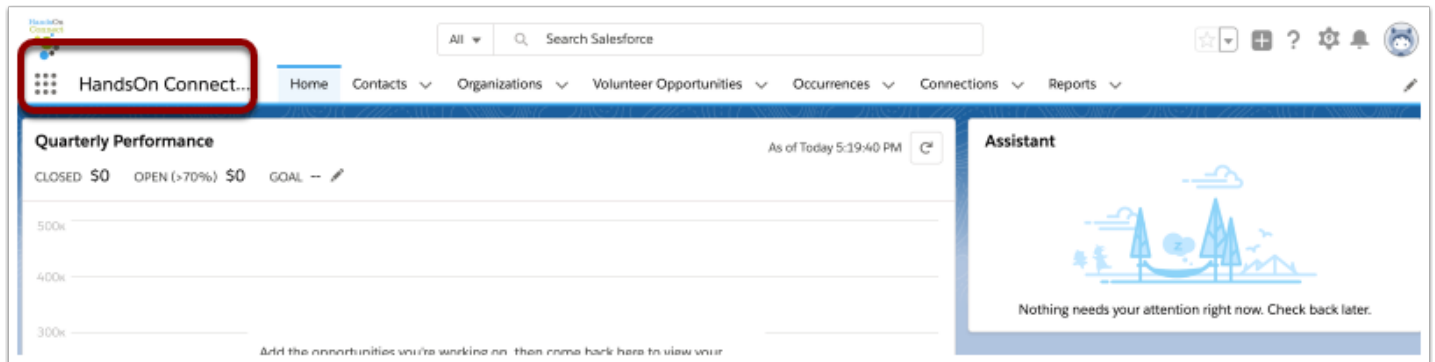 HandsOn
Connect
All
Search Salesforce
HandsOn Connect...
Home
Contacts
Organizations
Volunteer Opportunities
Occurrences
Connections
Reports
Quarterly Performance
As of Today 5:19:40 PM
CLOSED $0 OPEN (>70%) $0 GOAL --
500K
400K
300K
Add the opportunities you're working on, then come back here to view your
Assistant
z
Nothing needs your attention right now. Check back later.